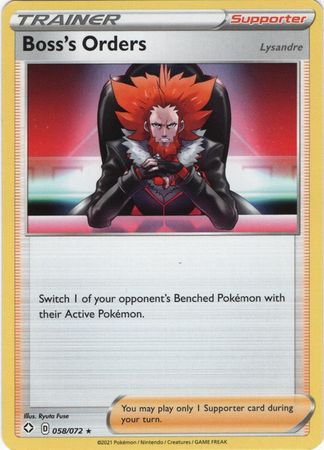 TRAINER Supporter
Boss's Orders Lysandre
Switch 1 of your opponent's Benched Pokémon with
their Active Pokémon.
Illus. Ryuta Fuse
D 058/072 ★
You may play only 1 Supporter card during
your turn.
©2021 Pokémon / Nintendo / Creatures / GAME FREAK